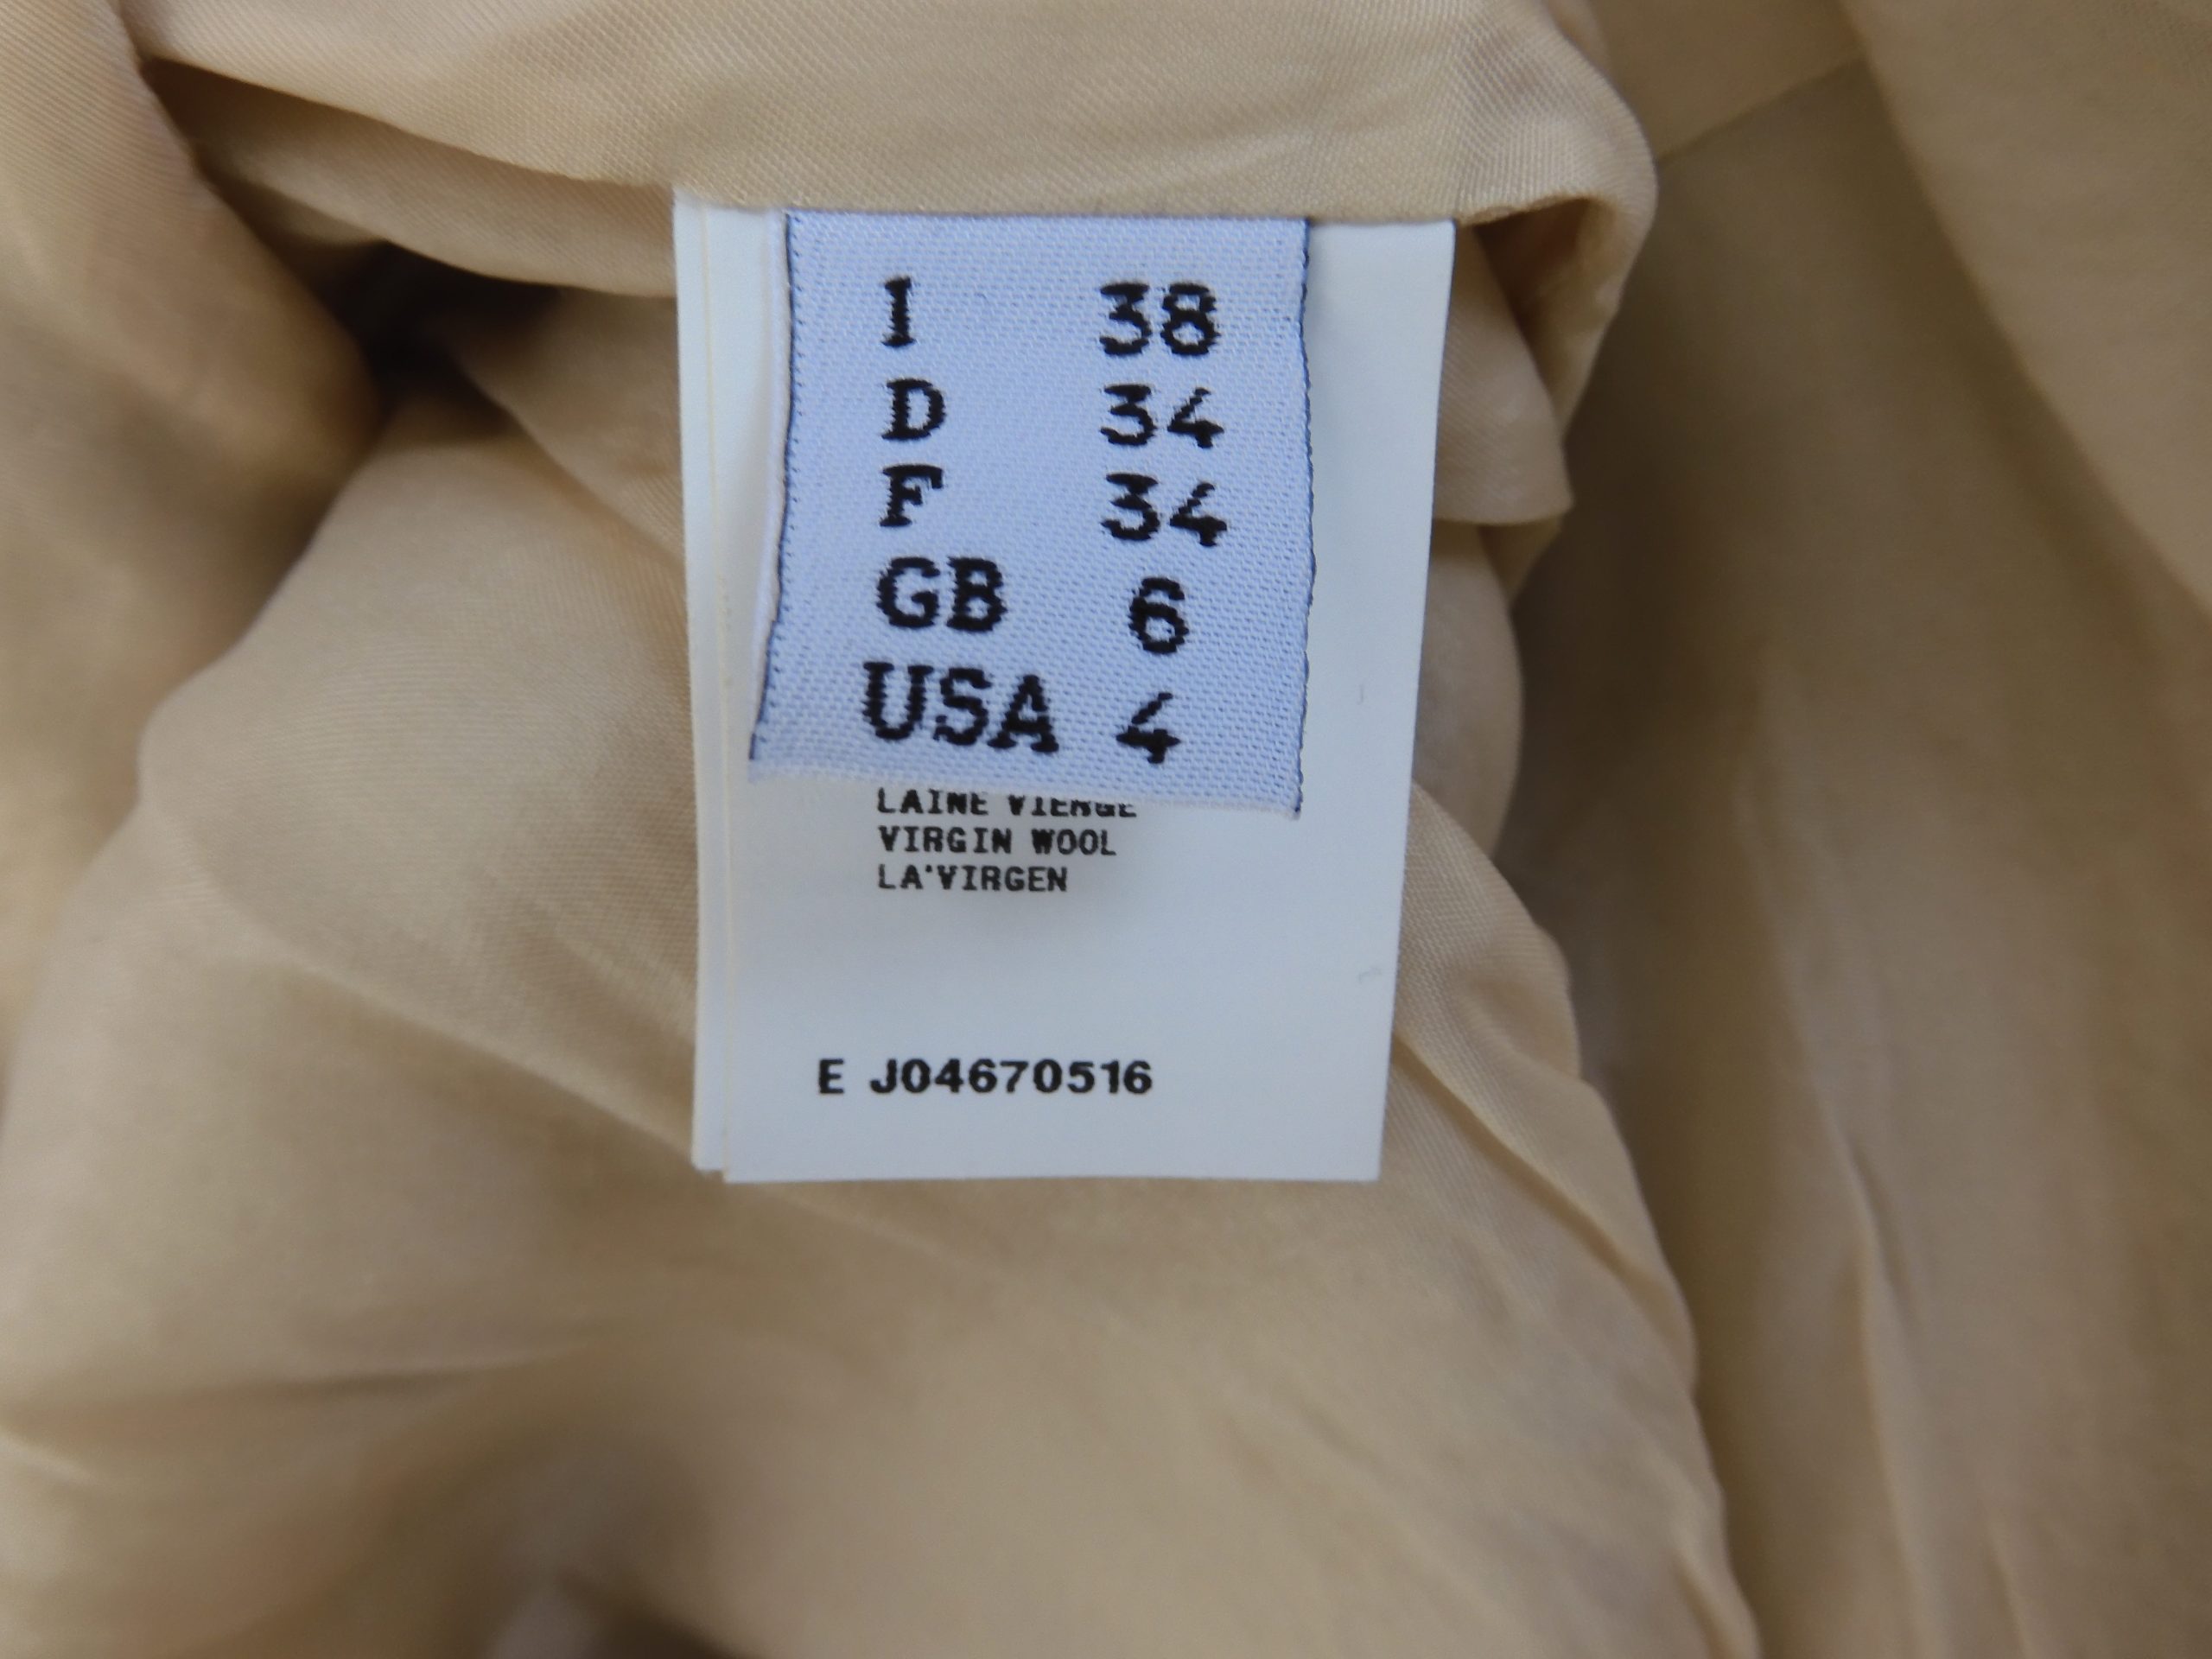 I 38
D 34
F 34
GB 6
USA 4
LAINE VIERGE
VIRGIN WOOL
LA'VIRGEN
E J04670516